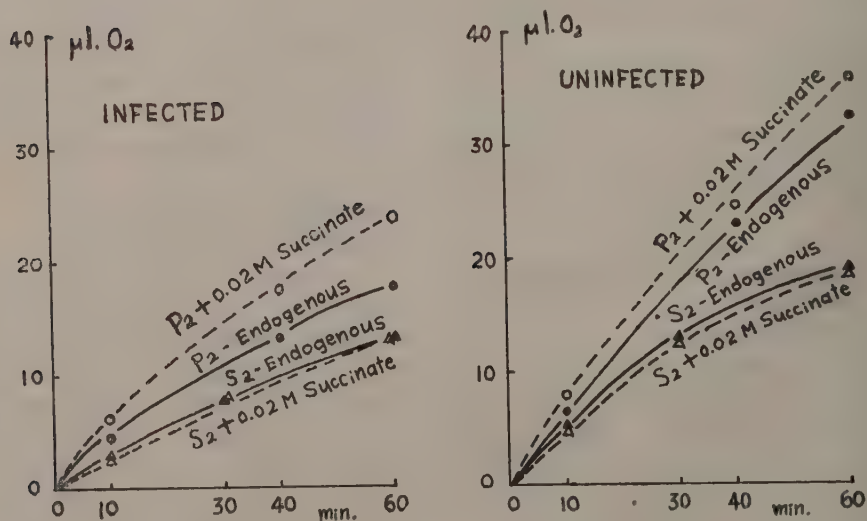 40
μl. O₂
INFECTED
30
20
10
0
P₂ + 0.02 M Succinate
P₂ - Endogenous
S₂ - Endogenous
S₂ + 0.02 M Succinate
0 10 30 40 min. 60
40
μl. O₂
UNINFECTED
30
20
10
0
P₂ + 0.02 M Succinate
P₂ - Endogenous
S₂ - Endogenous
S₂ + 0.02 M Succinate
0 10 30 40 min. 60